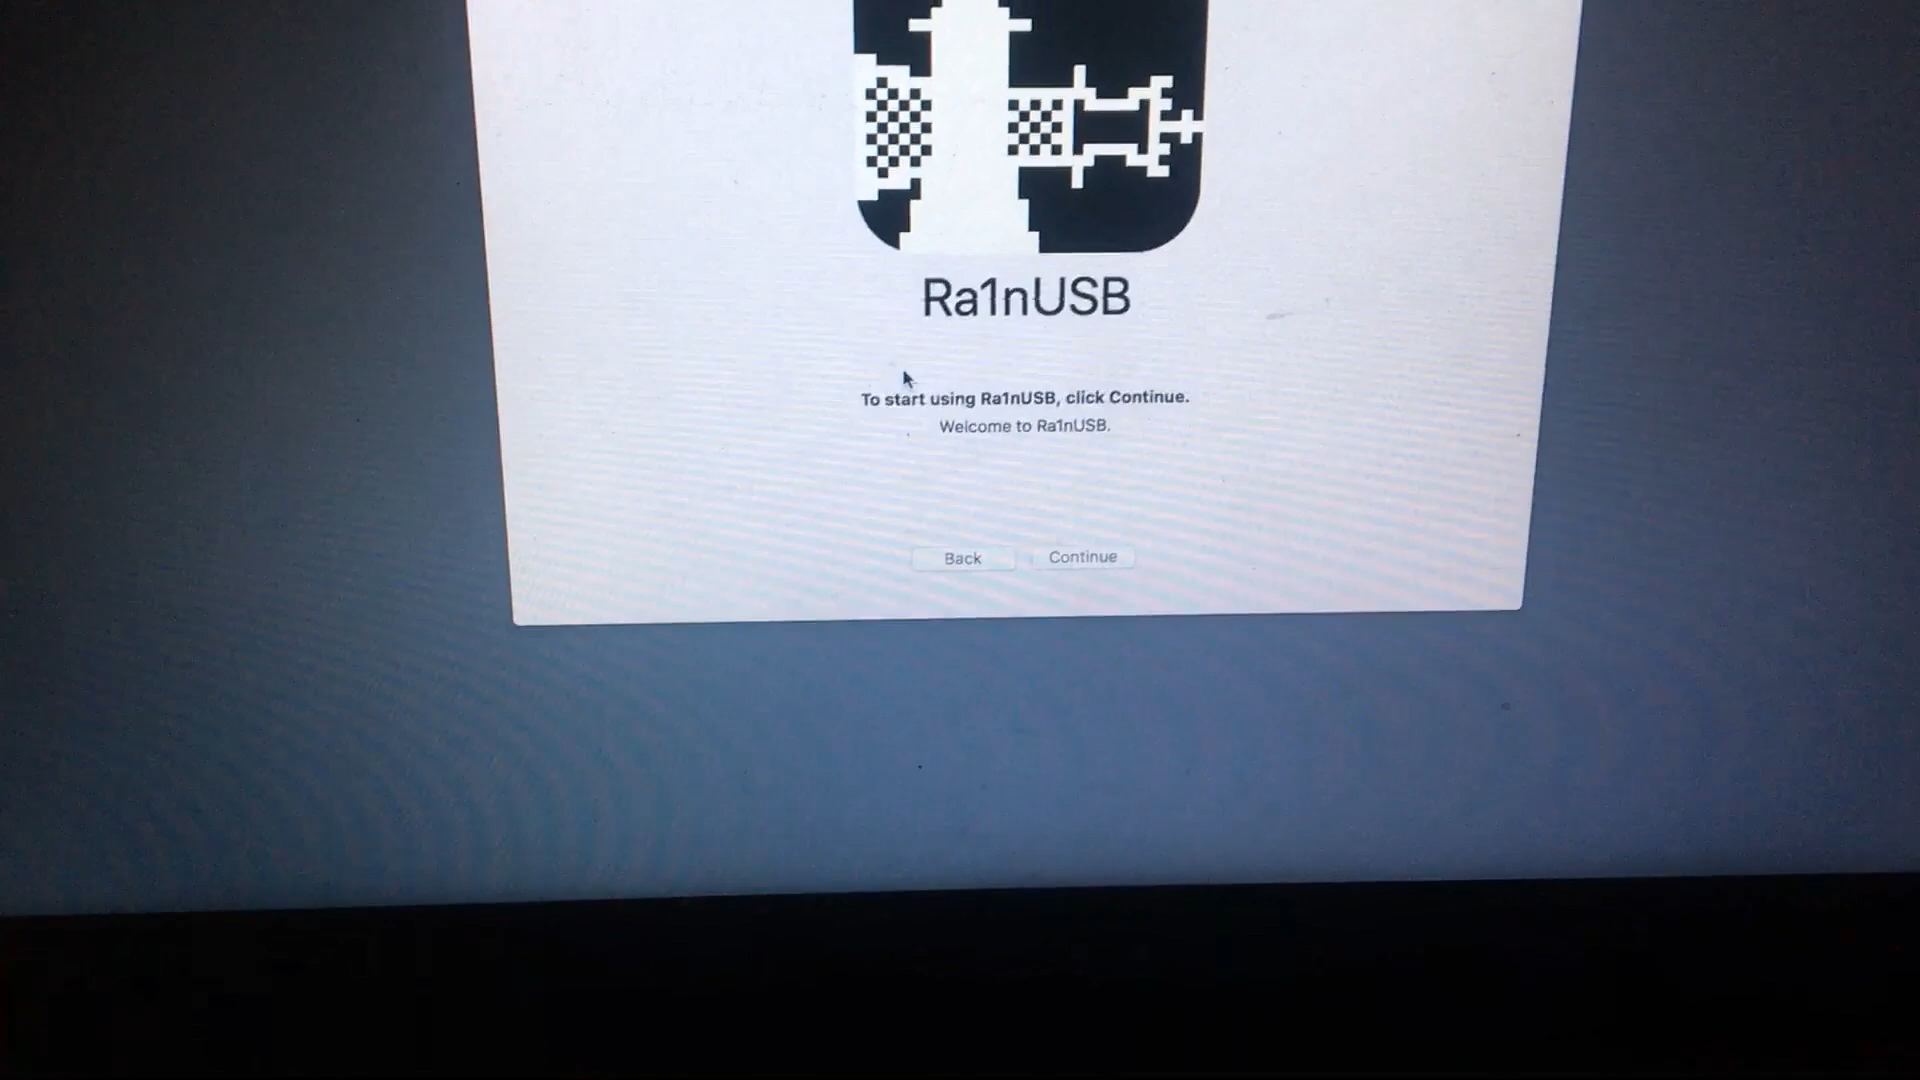 Ra1nUSB
To start using Ra1nUSB, click Continue.
Welcome to Ra1nUSB.
Back
Continue